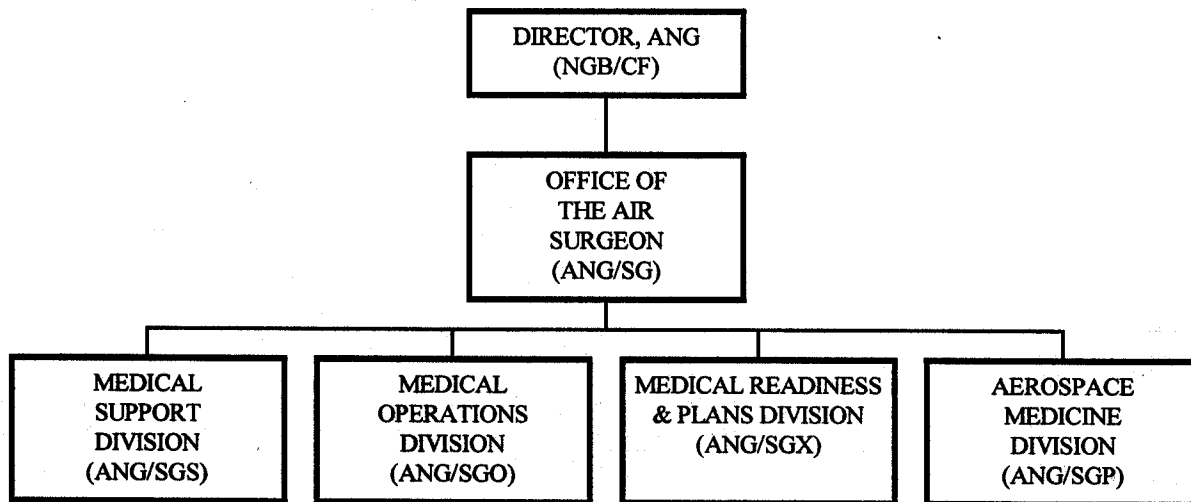 DIRECTOR, ANG
(NGB/CF)
OFFICE OF
THE AIR
SURGEON
(ANG/SG)
MEDICAL
SUPPORT
DIVISION
(ANG/SGS)
MEDICAL
OPERATIONS
DIVISION
(ANG/SGO)
MEDICAL READINESS
& PLANS DIVISION
(ANG/SGX)
AEROSPACE
MEDICINE
DIVISION
(ANG/SGP)